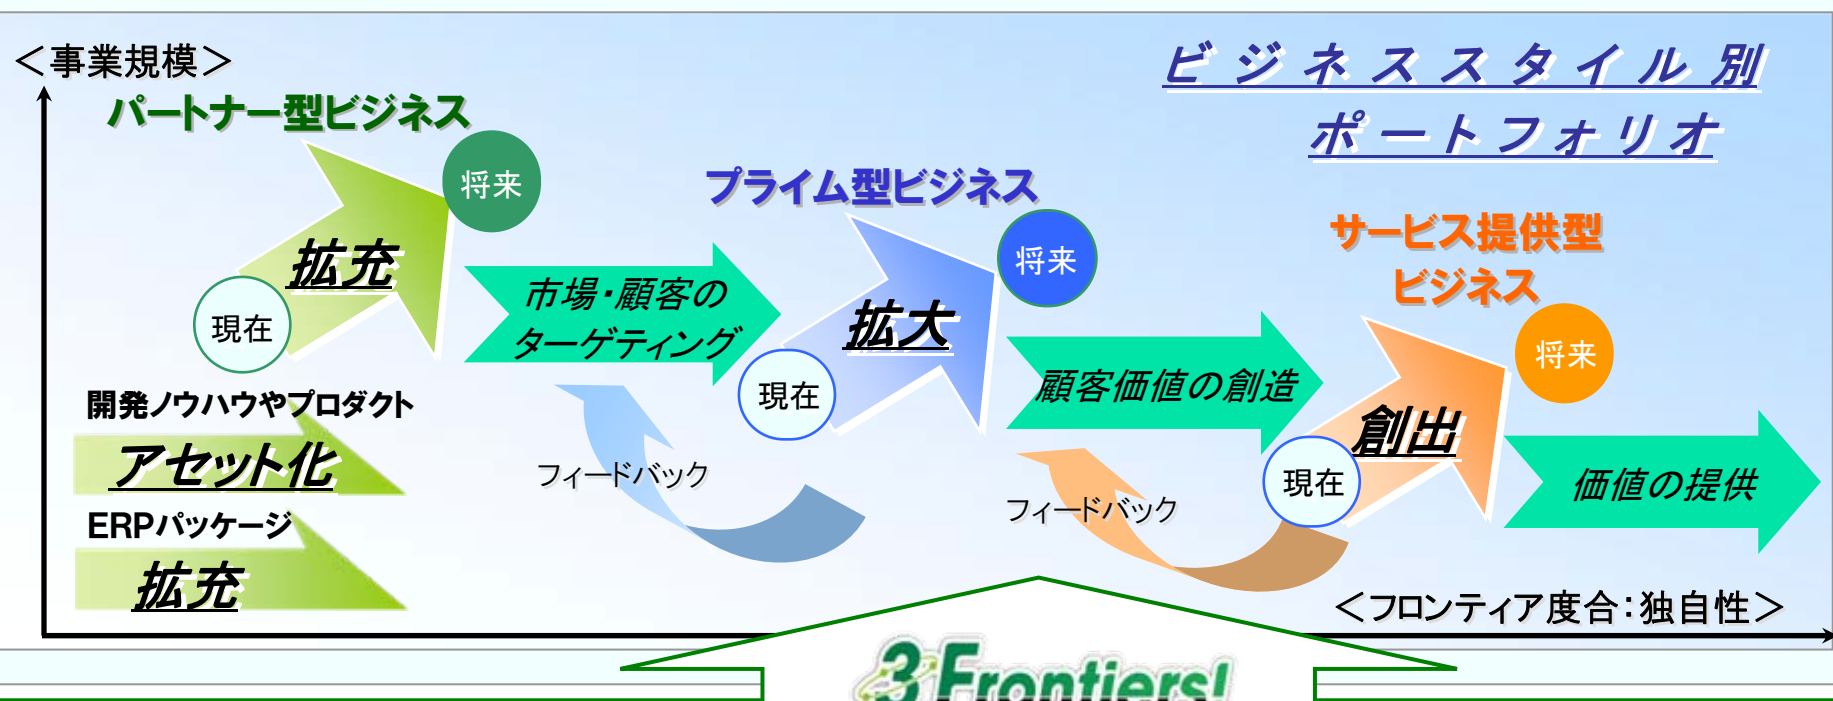 ＜事業規模＞
ビジネススタイル別
ポートフォリオ
パートナー型ビジネス
将来
拡充
現在
開発ノウハウやプロダクト
アセット化
ERPパッケージ
拡充
市場・顧客の
ターゲティング
フィードバック
プライム型ビジネス
将来
拡大
現在
顧客価値の創造
フィードバック
サービス提供型
ビジネス
将来
創出
現在
価値の提供
＜フロンティア度合：独自性＞
3 Frontiers!